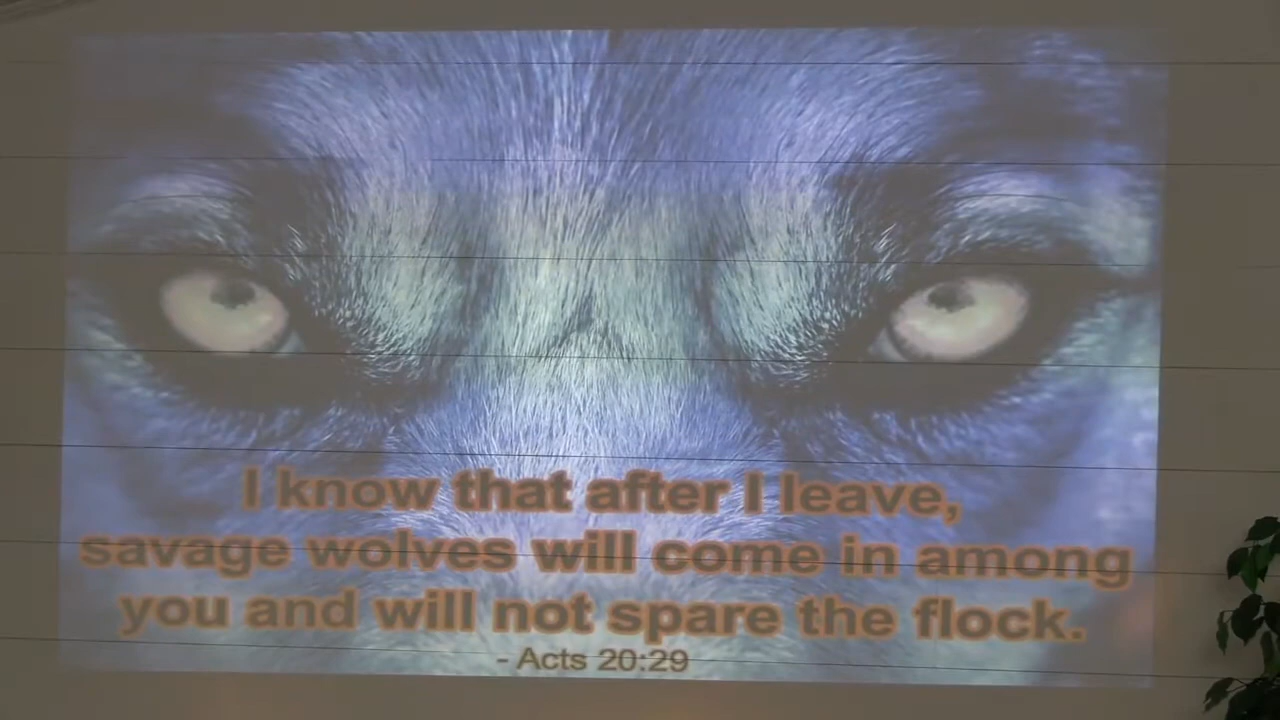 I know that after I leave,
savage wolves will come in among
you and will not spare the flock.
- Acts 20:29